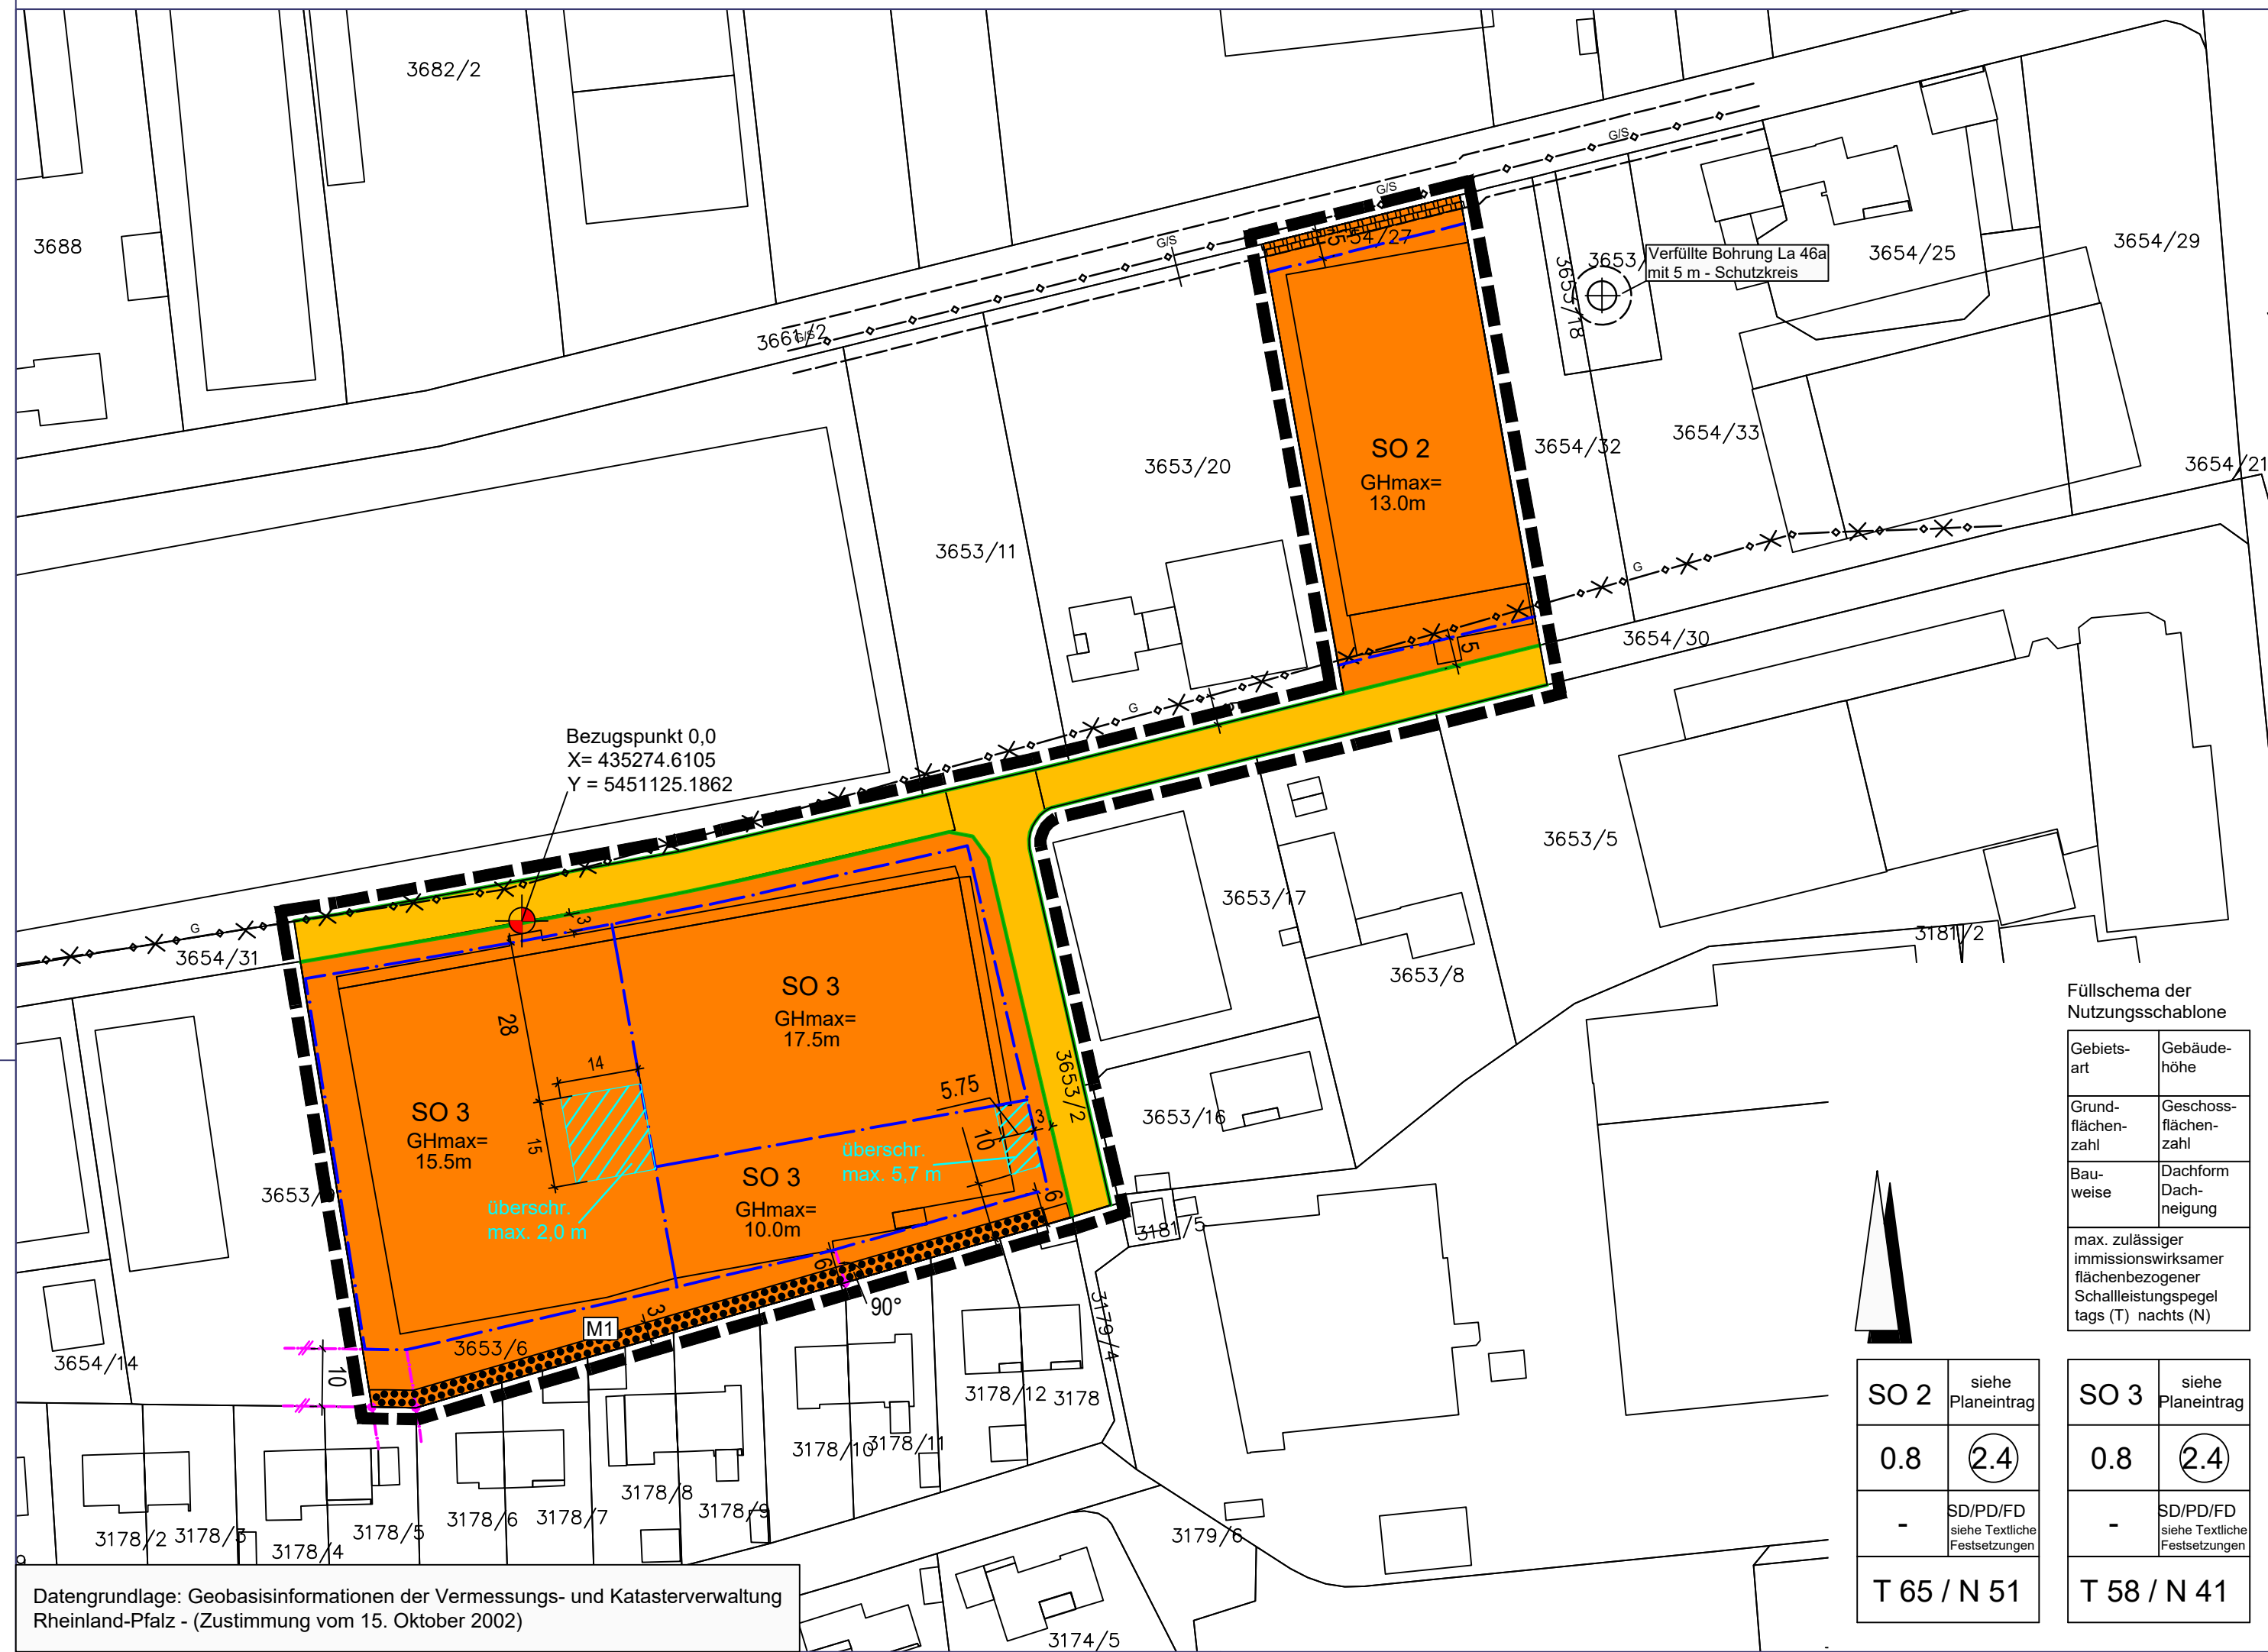 3682/2
3688
G/S
G/S
G/S
G/S
54/27
3653/
Verfüllte Bohrung La 46a
mit 5 m - Schutzkreis
3654/25
3654/29
3653/18
3661/2
SO 2
GHmax=
13.0m
3653/20
3654/32
3654/33
3654/21
3653/11
G
3654/30
5
5
G
Bezugspunkt 0,0
X= 435274.6105
Y = 5451125.1862
3653/5
3653/17
3653/8
3181/2
G
3654/31
3
28
14
15
SO 3
GHmax=
17.5m
SO 3
GHmax=
15.5m
5.75
3
10
3653/2
3653/16
überschr.
max. 5,7 m
überschr.
max. 2,0 m
SO 3
GHmax=
10.0m
6
6
3181/5
90°
3
M1
3653/6
10
3654/14
3179/4
3178/12
3178
3178/10
3178/11
3178/8
3178/9
3178/2
3178/3
3178/4
3178/5
3178/6
3178/7
3179/6
3174/5
Füllschema der
Nutzungsschablone
Gebiets-
art
Gebäude-
höhe
Grund-
flächen-
zahl
Geschoss-
flächen-
zahl
Bau-
weise
Dachform
Dach-
neigung
max. zulässiger
immissionswirksamer
flächenbezogener
Schallleistungspegel
tags (T) nachts (N)
SO 2
siehe
Planeintrag
0.8
2.4
-
SD/PD/FD
siehe Textliche
Festsetzungen
T 65 / N 51
SO 3
siehe
Planeintrag
0.8
2.4
-
SD/PD/FD
siehe Textliche
Festsetzungen
T 58 / N 41
Datengrundlage: Geobasisinformationen der Vermessungs- und Katasterverwaltung
Rheinland-Pfalz - (Zustimmung vom 15. Oktober 2002)